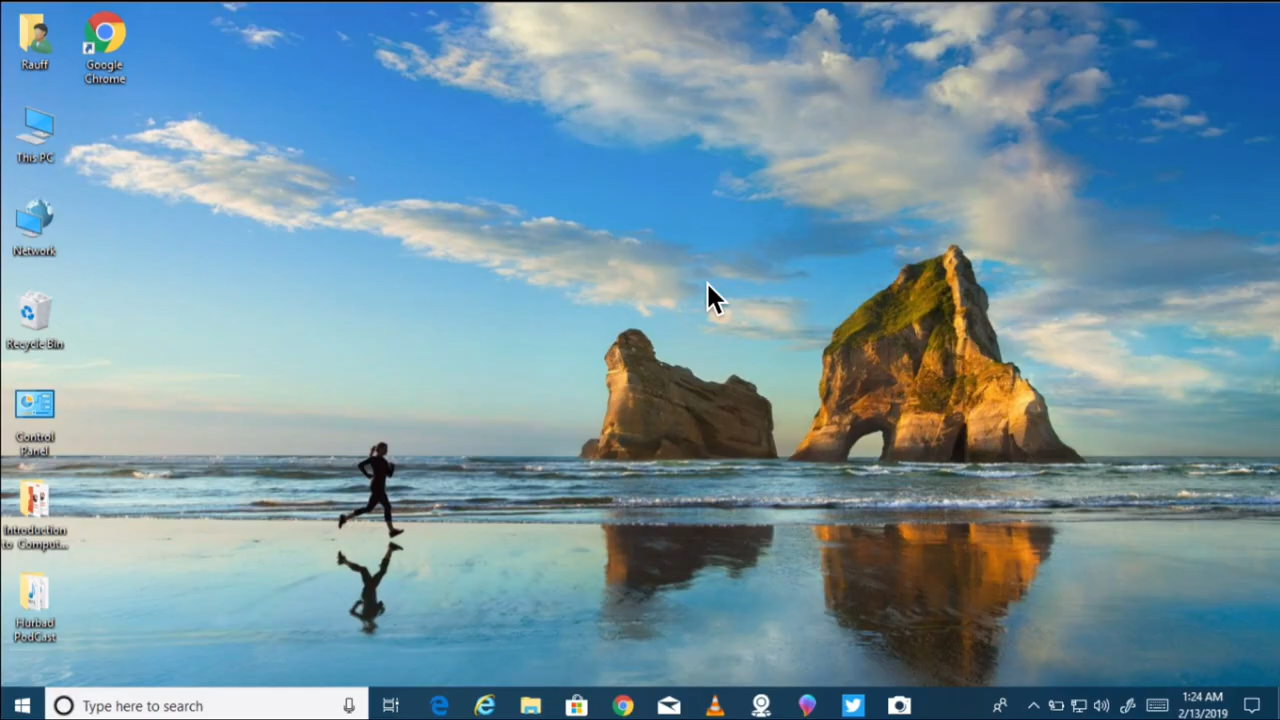 Rauff
Google
Chrome
This PC
Network
Recycle Bin
Control
Panel
Introduction
to Comput...
Hurbad
PodCast
Type here to search
1:24 AM
2/13/2019